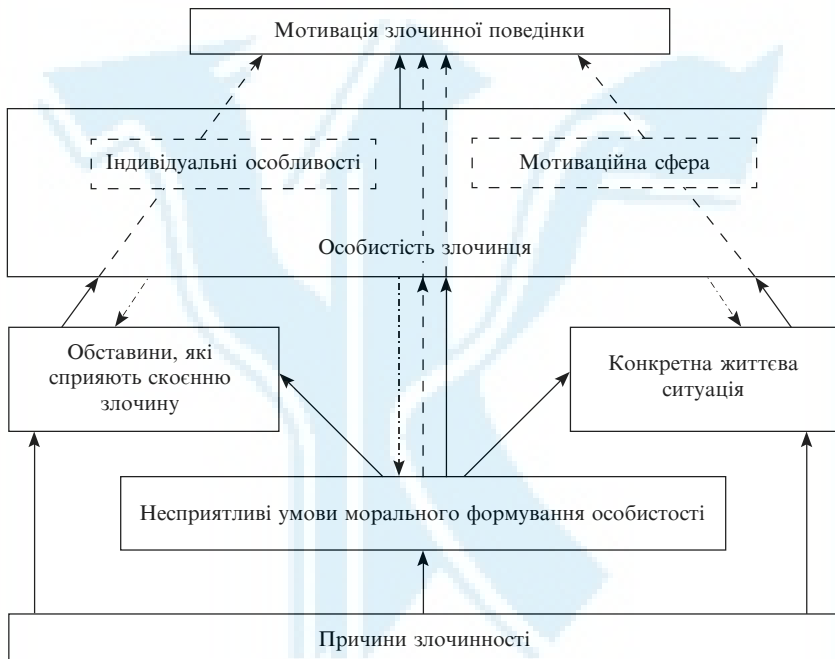 Мотивація злочинної поведінки
Індивідуальні особливості
Мотиваційна сфера
Особистість злочинця
Обставини, які
сприяють скоєнню
злочину
Конкретна життєва
ситуація
Несприятливі умови морального формування особистості
Причини злочинності